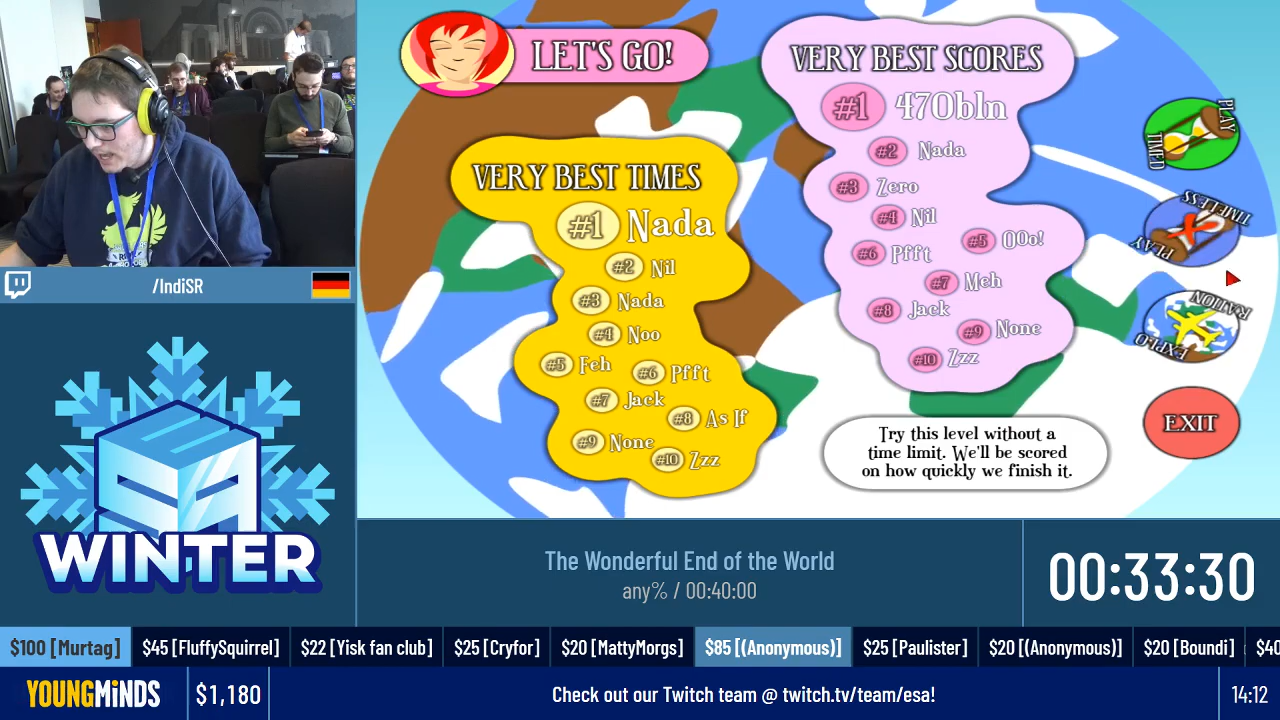 LET'S GO!
VERY BEST SCORES
#1 470bln
#2 Nada
#3 Zero
#4 Nil
#5 OOo!
#6 Pfft
#7 Meh
#8 Jack
#9 None
#10 Zzz
VERY BEST TIMES
#1 Nada
#2 Nil
#3 Nada
#4 Noo
#5 Feh
#6 Pfft
#7 Jack
#8 As If
#9 None
#10 Zzz
PLAY
TIMED
PLAY
TIMELESS
EXPLO
RATION
EXIT
Try this level without a
time limit. We'll be scored
on how quickly we finish it.
/IndiSR
SA
WINTER
The Wonderful End of the World
any% / 00:40:00
00:33:30
$100 [Murtag] $45 [FluffySquirrel] $22 [Yisk fan club] $25 [Cryfor] $20 [MattyMorgs] $85 [(Anonymous)] $25 [Paulister] $20 [(Anonymous)] $20 [Boundi] $40
YOUNGMiNDS $1,180 Check out our Twitch team @ twitch.tv/team/esa! 14:12